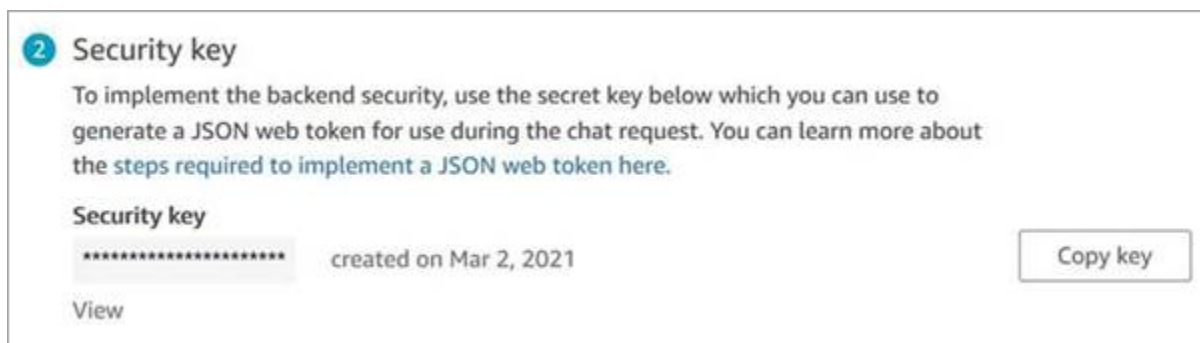 2 Security key
To implement the backend security, use the secret key below which you can use to
generate a JSON web token for use during the chat request. You can learn more about
the steps required to implement a JSON web token here.
Security key
********************** created on Mar 2, 2021 Copy key
View